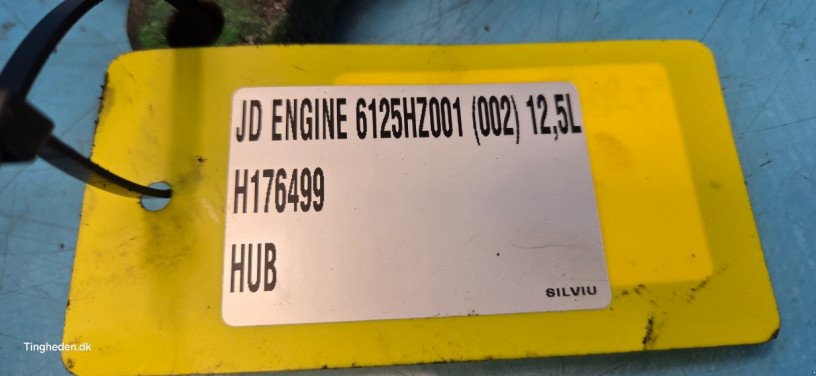 JD ENGINE 6125HZ001 (002) 12,5L
H176499
HUB
SILVIU
Tingheden.dk